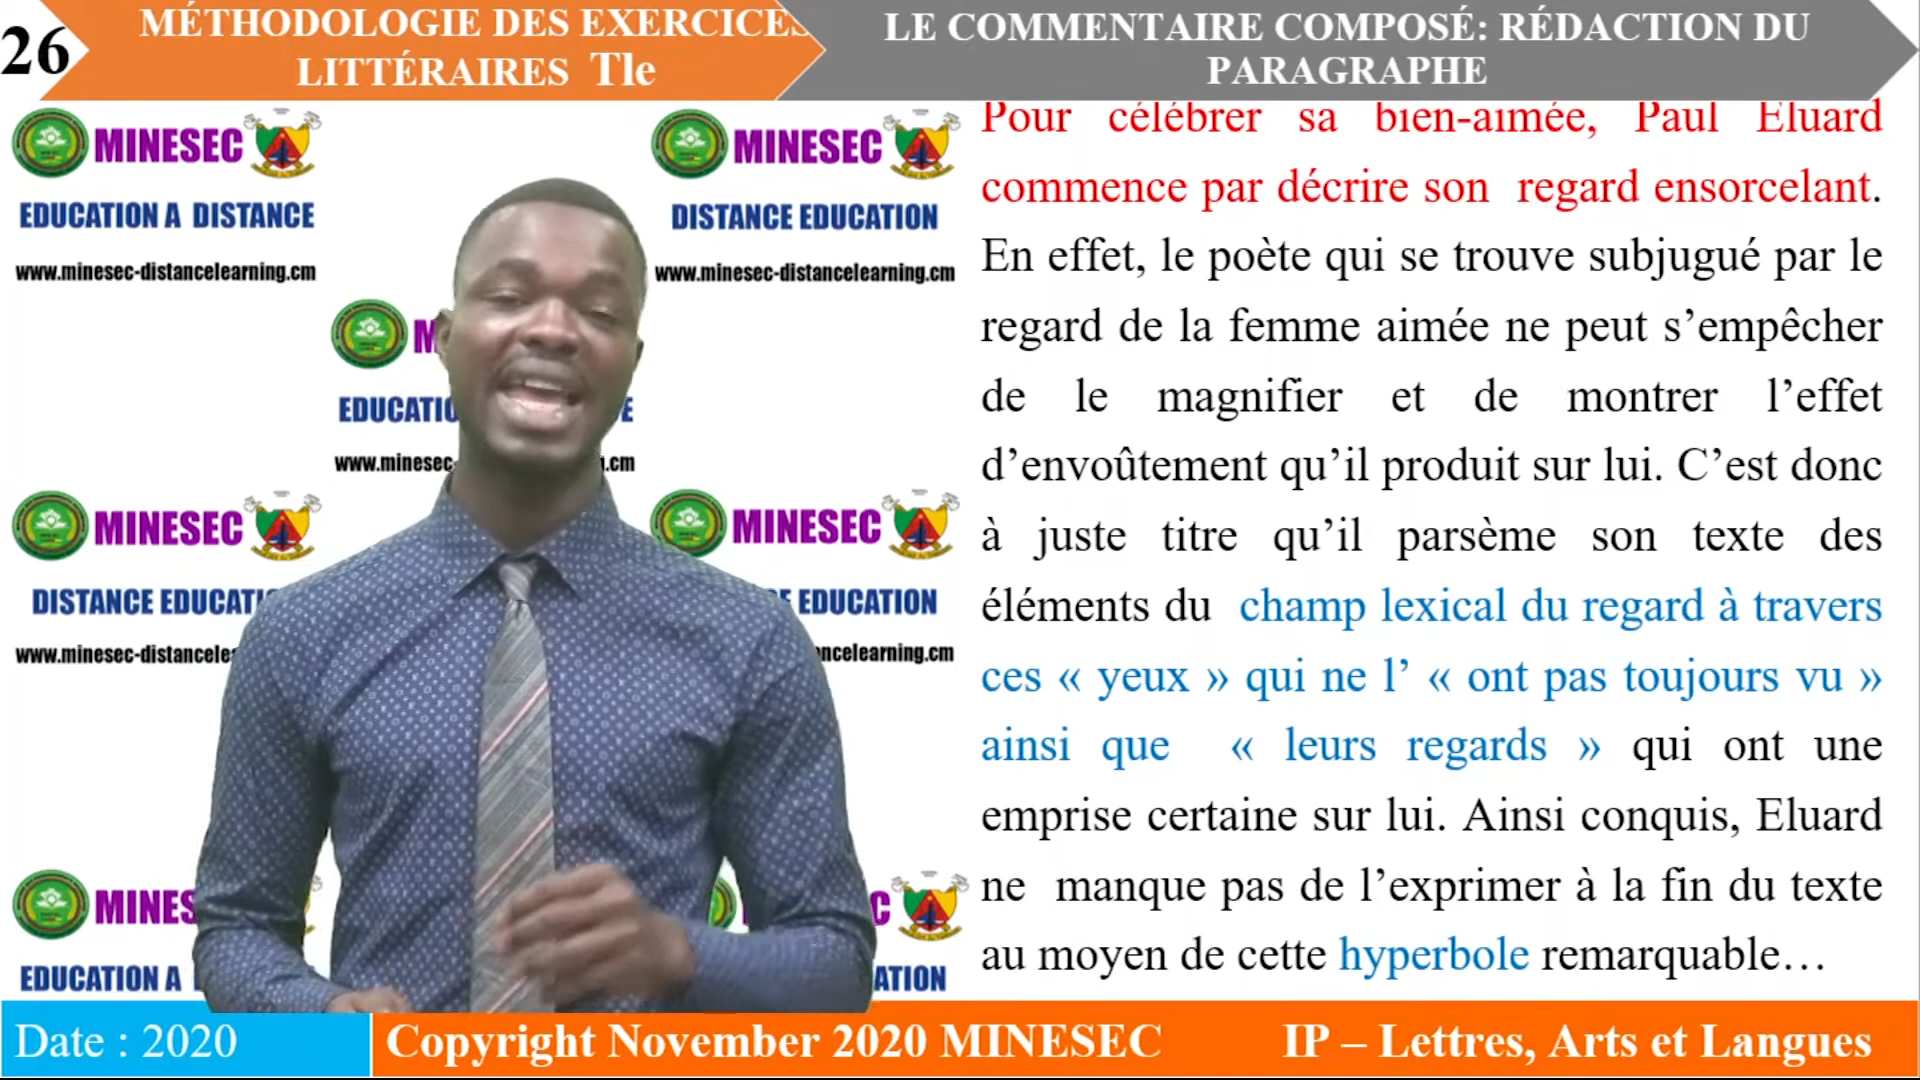 26
MÉTHODOLOGIE DES EXERCICES
LITTÉRAIRES Tle
LE COMMENTAIRE COMPOSÉ: RÉDACTION DU
PARAGRAPHE
MINESEC
EDUCATION A DISTANCE
www.minesec-distancelearning.cm
MINESEC
DISTANCE EDUCATION
www.minesec-distancelearning.cm
M
EDUCATIO E
www.minesec- .cm
MINESEC
DISTANCE EDUCATI
www.minesec-distancelea
MINESEC
E EDUCATION
ncelearning.cm
MINES
EDUCATION A
C
ATION
Pour célébrer sa bien-aimée, Paul Eluard
commence par décrire son regard ensorcelant.
En effet, le poète qui se trouve subjugué par le
regard de la femme aimée ne peut s’empêcher
de le magnifier et de montrer l’effet
d’envoûtement qu’il produit sur lui. C’est donc
à juste titre qu’il parsème son texte des
éléments du champ lexical du regard à travers
ces « yeux » qui ne l’ « ont pas toujours vu »
ainsi que « leurs regards » qui ont une
emprise certaine sur lui. Ainsi conquis, Eluard
ne manque pas de l’exprimer à la fin du texte
au moyen de cette hyperbole remarquable…
Date : 2020
Copyright November 2020 MINESEC
IP – Lettres, Arts et Langues